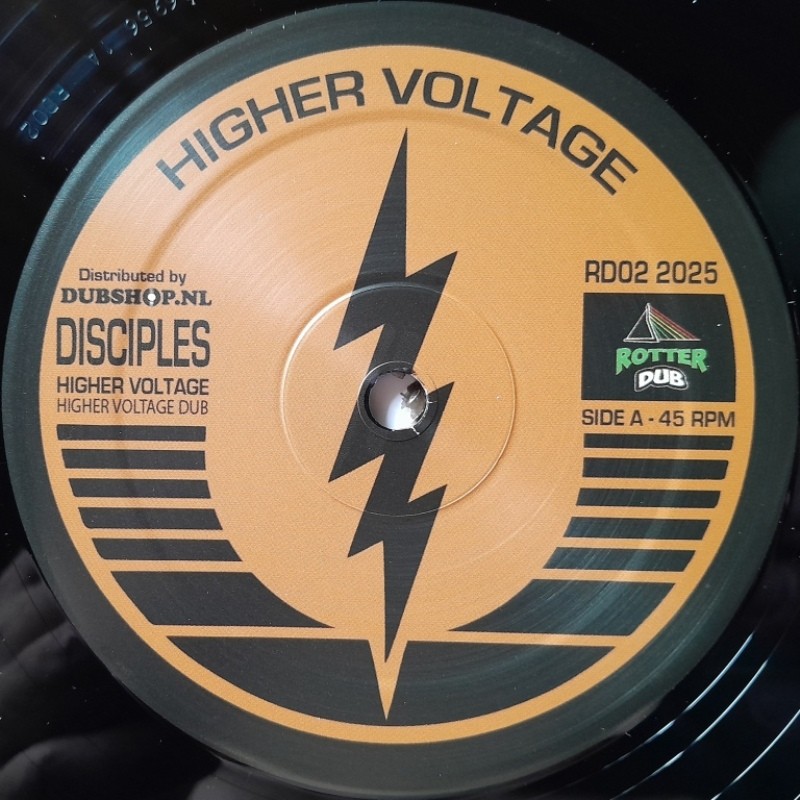 HIGHER VOLTAGE
Distributed by
DUBSHOP.NL
DISCIPLES
HIGHER VOLTAGE
HIGHER VOLTAGE DUB
RD02 2025
ROTTER
DUB
SIDE A - 45 RPM
RD02